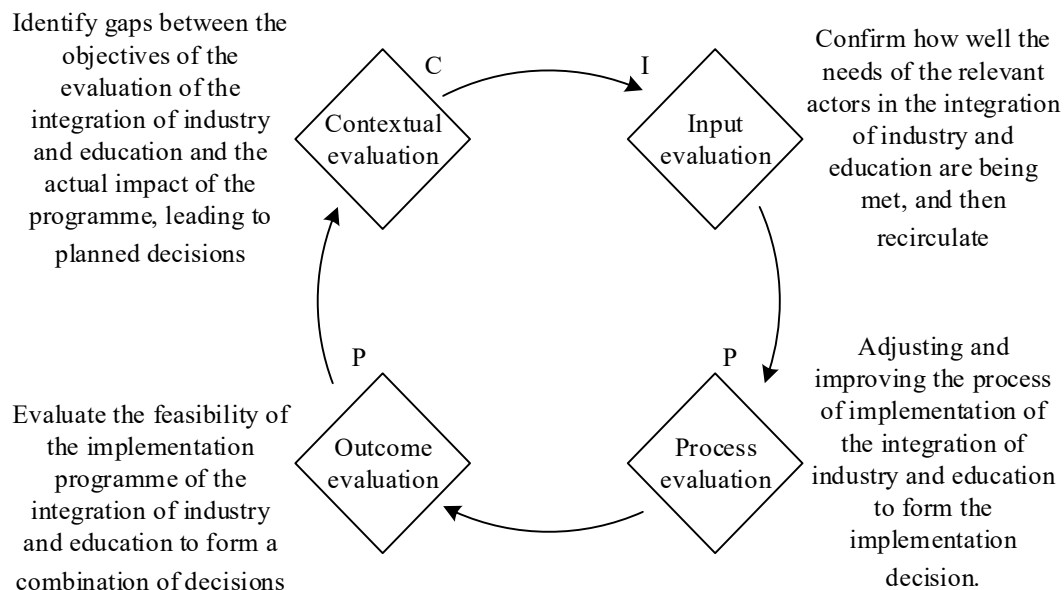 Identify gaps between the
objectives of the
evaluation of the
integration of industry
and education and the
actual impact of the
programme, leading to
planned decisions
C
Contextual
evaluation
I
Input
evaluation
Confirm how well the
needs of the relevant
actors in the integration
of industry and
education are being
met, and then
recirculate
P
Outcome
evaluation
Evaluate the feasibility of
the implementation
programme of the
integration of industry
and education to form a
combination of decisions
P
Process
evaluation
Adjusting and
improving the process
of implementation of
the integration of
industry and education
to form the
implementation
decision.